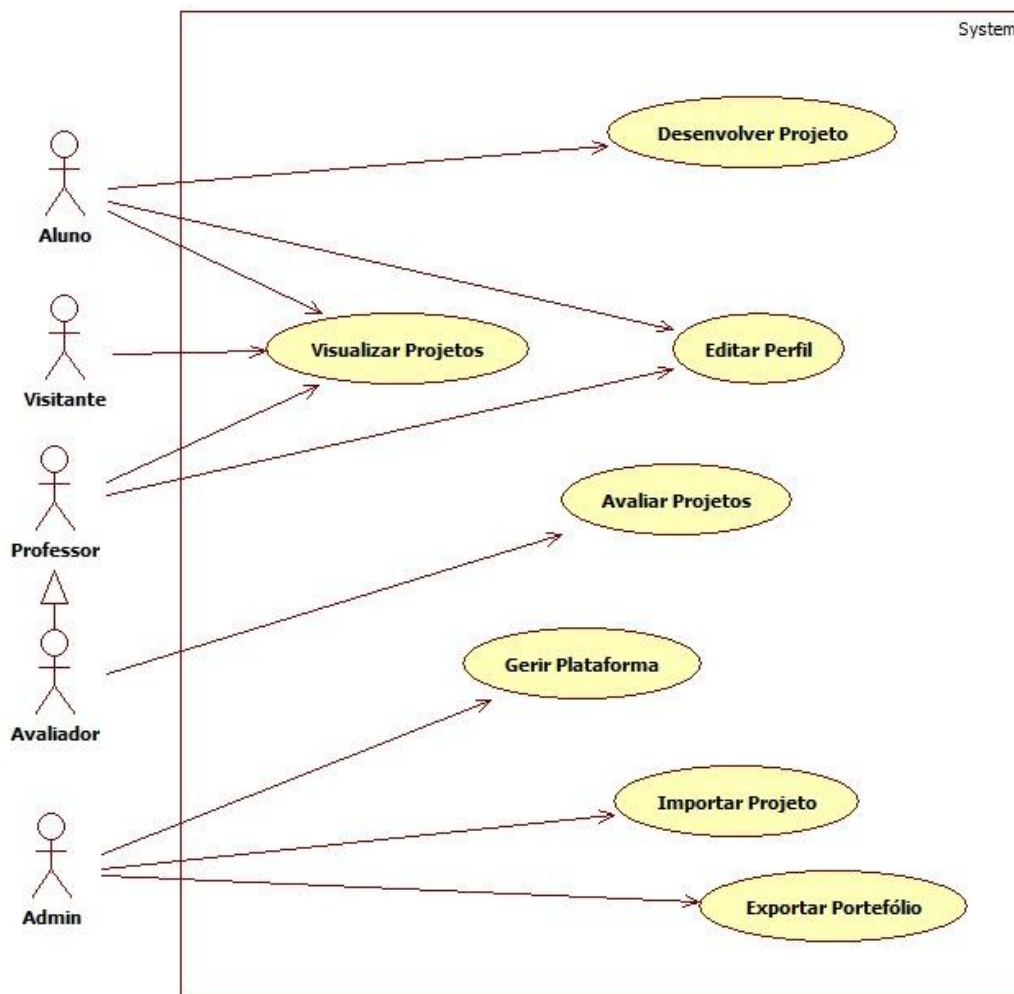 System
Desenvolver Projeto
Aluno
Visualizar Projetos
Editar Perfil
Visitante
Avaliar Projetos
Professor
Gerir Plataforma
Avaliador
Importar Projeto
Exportar Portefólio
Admin